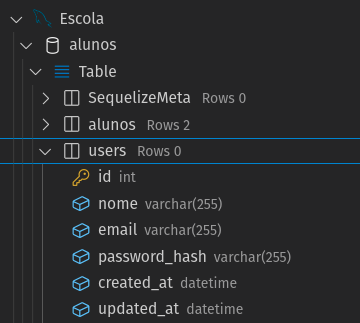 Escola
alunos
Table
SequelizeMeta Rows 0
alunos Rows 2
users Rows 0
id int
nome varchar(255)
email varchar(255)
password_hash varchar(255)
created_at datetime
updated_at datetime